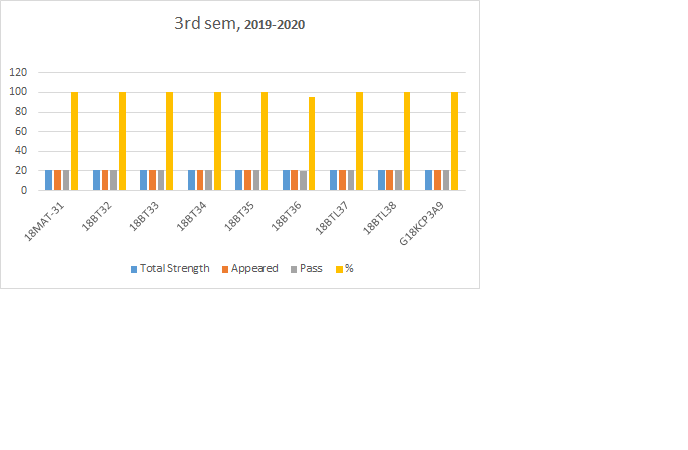 3rd sem, 2019-2020
120
100
80
60
40
20
0
18MAT-31
18BT32
18BT33
18BT34
18BT35
18BT36
18BTL37
18BTL38
G18KCP3A9
Total Strength Appeared Pass %